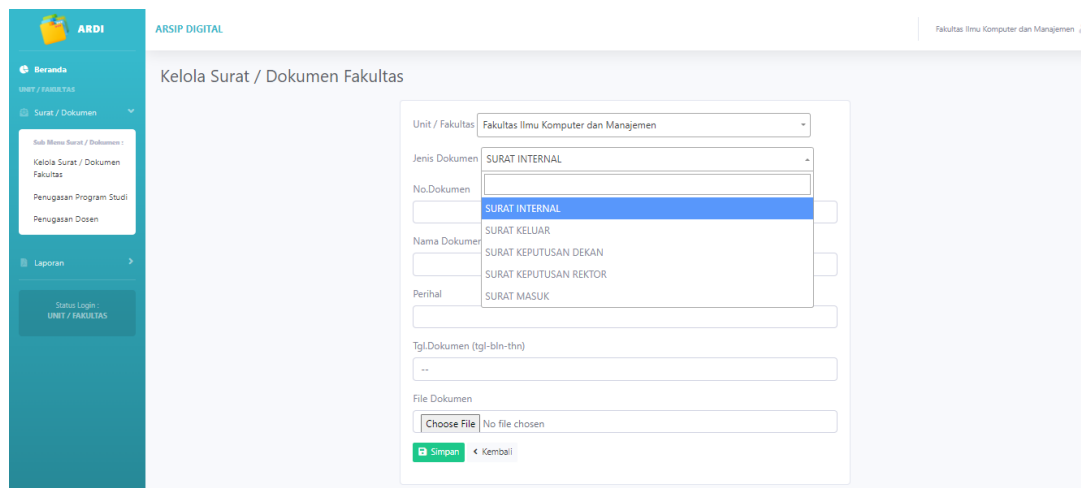 ARDI
ARSIP DIGITAL
Fakultas Ilmu Komputer dan Manajemen
Beranda
UNIT / FAKULTAS
Surat / Dokumen
Sub Menu Surat / Dokumen :
Kelola Surat / Dokumen
Fakultas
Penugasan Program Studi
Penugasan Dosen
Laporan
Status Login :
UNIT / FAKULTAS
Kelola Surat / Dokumen Fakultas
Unit / Fakultas Fakultas Ilmu Komputer dan Manajemen
Jenis Dokumen SURAT INTERNAL
No.Dokumen
SURAT INTERNAL
SURAT KELUAR
Nama Dokumen
SURAT KEPUTUSAN DEKAN
SURAT KEPUTUSAN REKTOR
Perihal
SURAT MASUK
Tgl.Dokumen (tgl-bln-thn)
--
File Dokumen
Choose File No file chosen
Simpan < Kembali